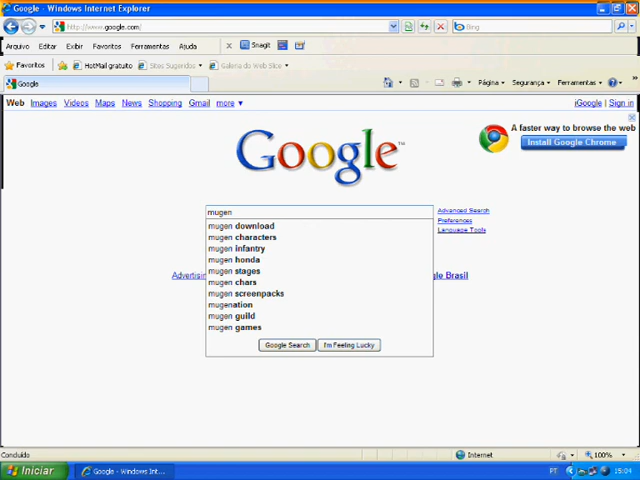 Google - Windows Internet Explorer
http://www.google.com/
Bing
Arquivo Editar Exibir Favoritos Ferramentas Ajuda
SnagIt
Favoritos HotMail gratuito Sites Sugeridos Galeria do Web Slice
Google
Página Segurança Ferramentas
Web Images Videos Maps News Shopping Gmail more
iGoogle | Sign in
A faster way to browse the web
Install Google Chrome
Google™
mugen
Advanced Search
Preferences
Language Tools
mugen download
mugen characters
mugen infantry
mugen honda
mugen stages
mugen chars
mugen screenpacks
mugenation
mugen guild
mugen games
Google Search I'm Feeling Lucky
Advertisin
gle Brasil
Concluído
Internet
100%
Iniciar
Google - Windows Int...
PT
15:04